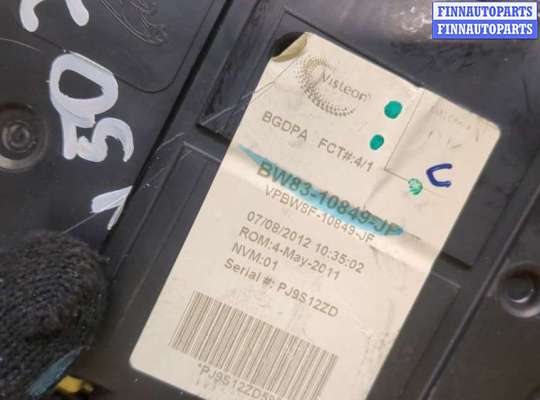 FINNAUTOPARTS
FINNAUTOPARTS
Visteon
BGDPA FCT#:4/1
BW83-10849-JF
VPBW8F-10849-JF
07/08/2012 10:35:02
ROM:4-May-2011
NVM:01
Serial #: PJ9S12ZD
U